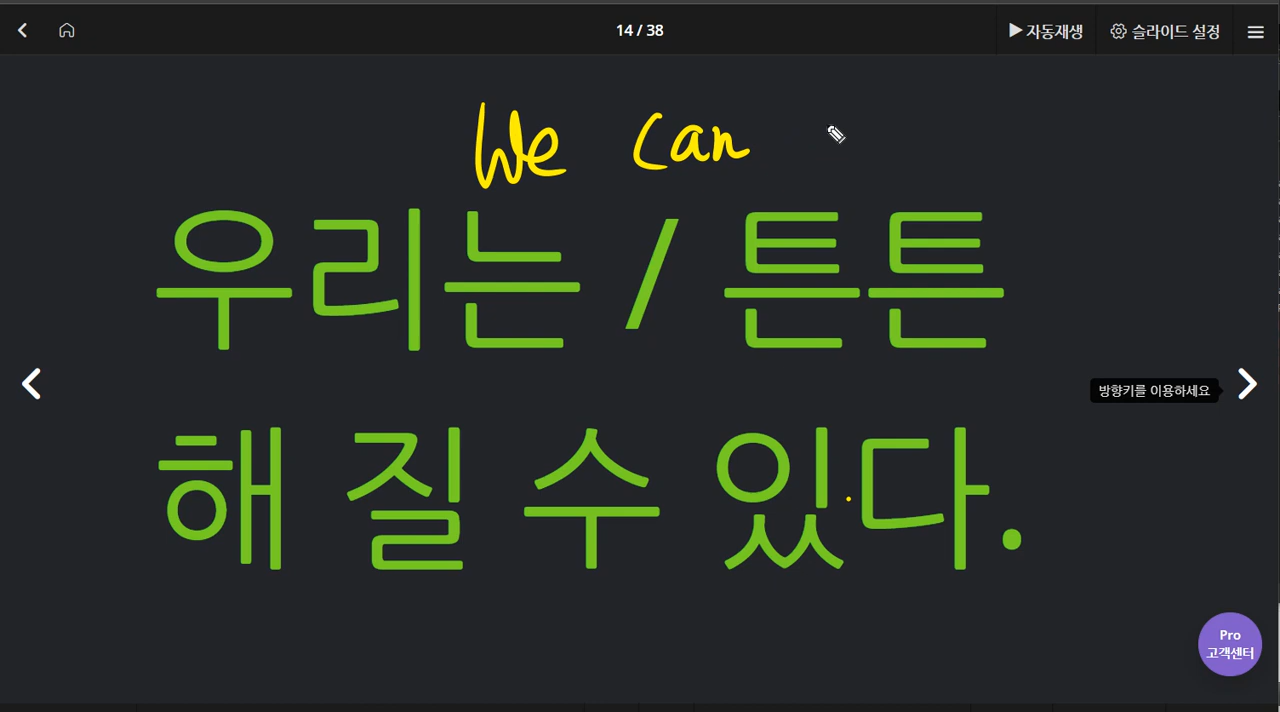 14 / 38
자동재생
슬라이드 설정
We can
우리는 / 튼튼
해 질 수 있다.
방향키를 이용하세요
Pro
고객센터